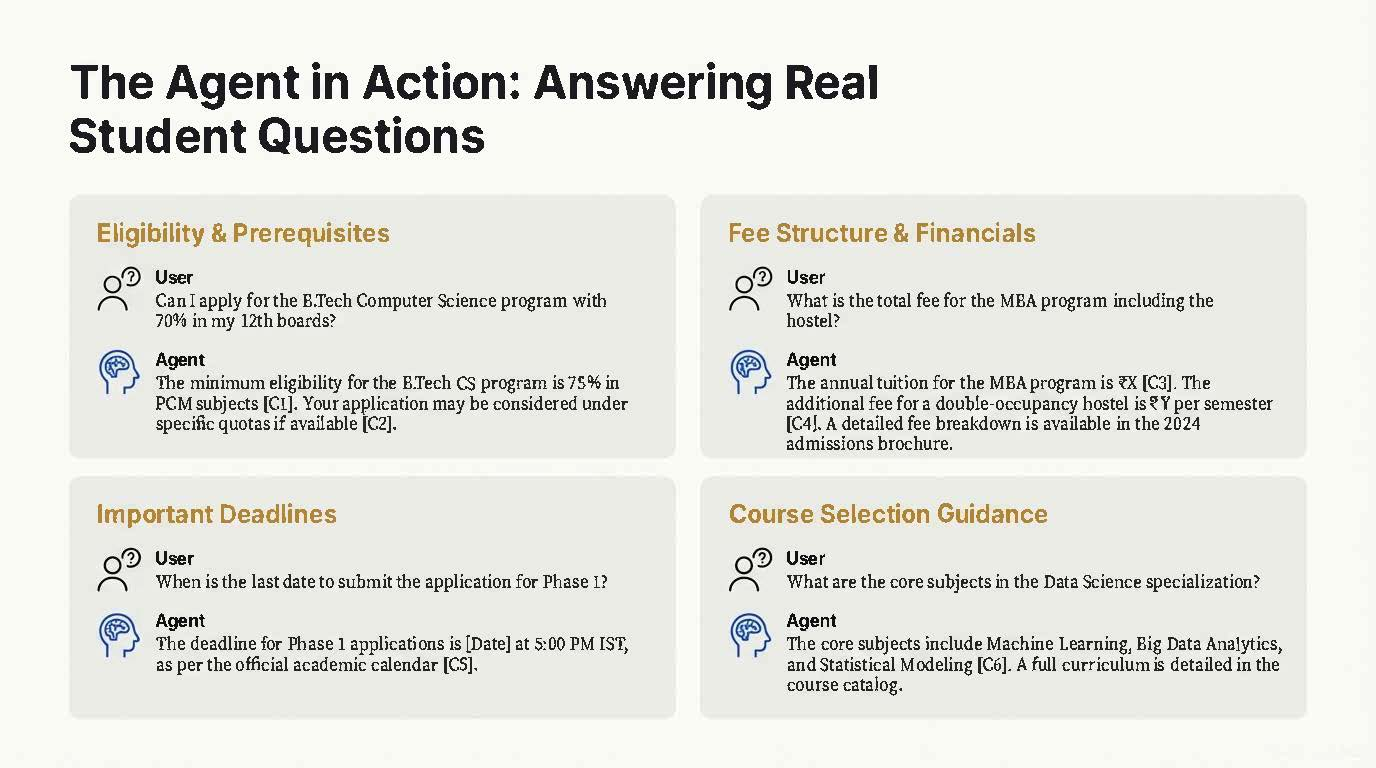 The Agent in Action: Answering Real
Student Questions
Eligibility & Prerequisites
User
Can I apply for the B.Tech Computer Science program with
70% in my 12th boards?
Agent
The minimum eligibility for the B.Tech CS program is 75% in
PCM subjects [C1]. Your application may be considered under
specific quotas if available [C2].
Fee Structure & Financials
User
What is the total fee for the MBA program including the
hostel?
Agent
The annual tuition for the MBA program is ₹X [C3]. The
additional fee for a double-occupancy hostel is ₹Y per semester
[C4]. A detailed fee breakdown is available in the 2024
admissions brochure.
Important Deadlines
User
When is the last date to submit the application for Phase 1?
Agent
The deadline for Phase 1 applications is [Date] at 5:00 PM IST,
as per the official academic calendar [C5].
Course Selection Guidance
User
What are the core subjects in the Data Science specialization?
Agent
The core subjects include Machine Learning, Big Data Analytics,
and Statistical Modeling [C6]. A full curriculum is detailed in the
course catalog.